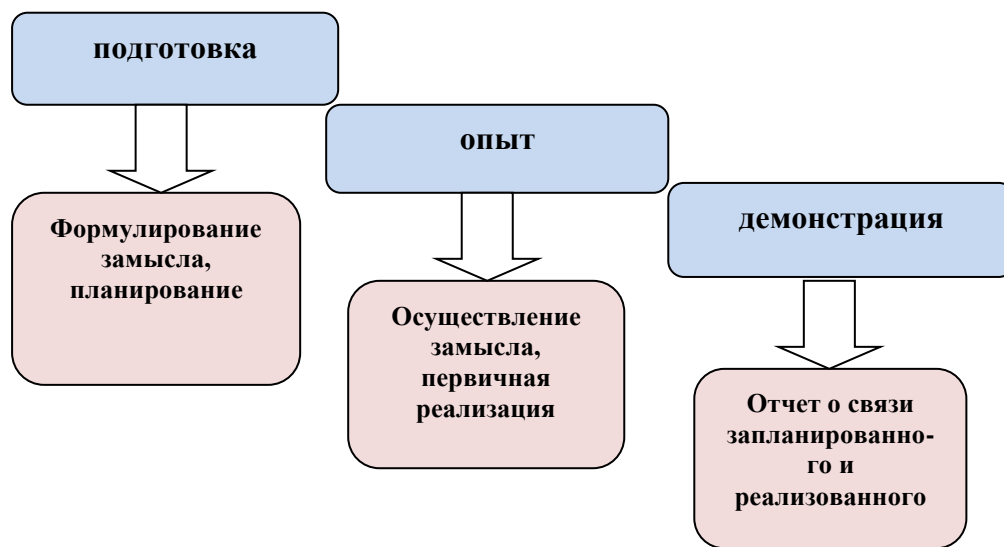 подготовка
Формулирование
замысла,
планирование
опыт
Осуществление
замысла,
первичная
реализация
демонстрация
Отчет о связи
запланированно-
го и
реализованного